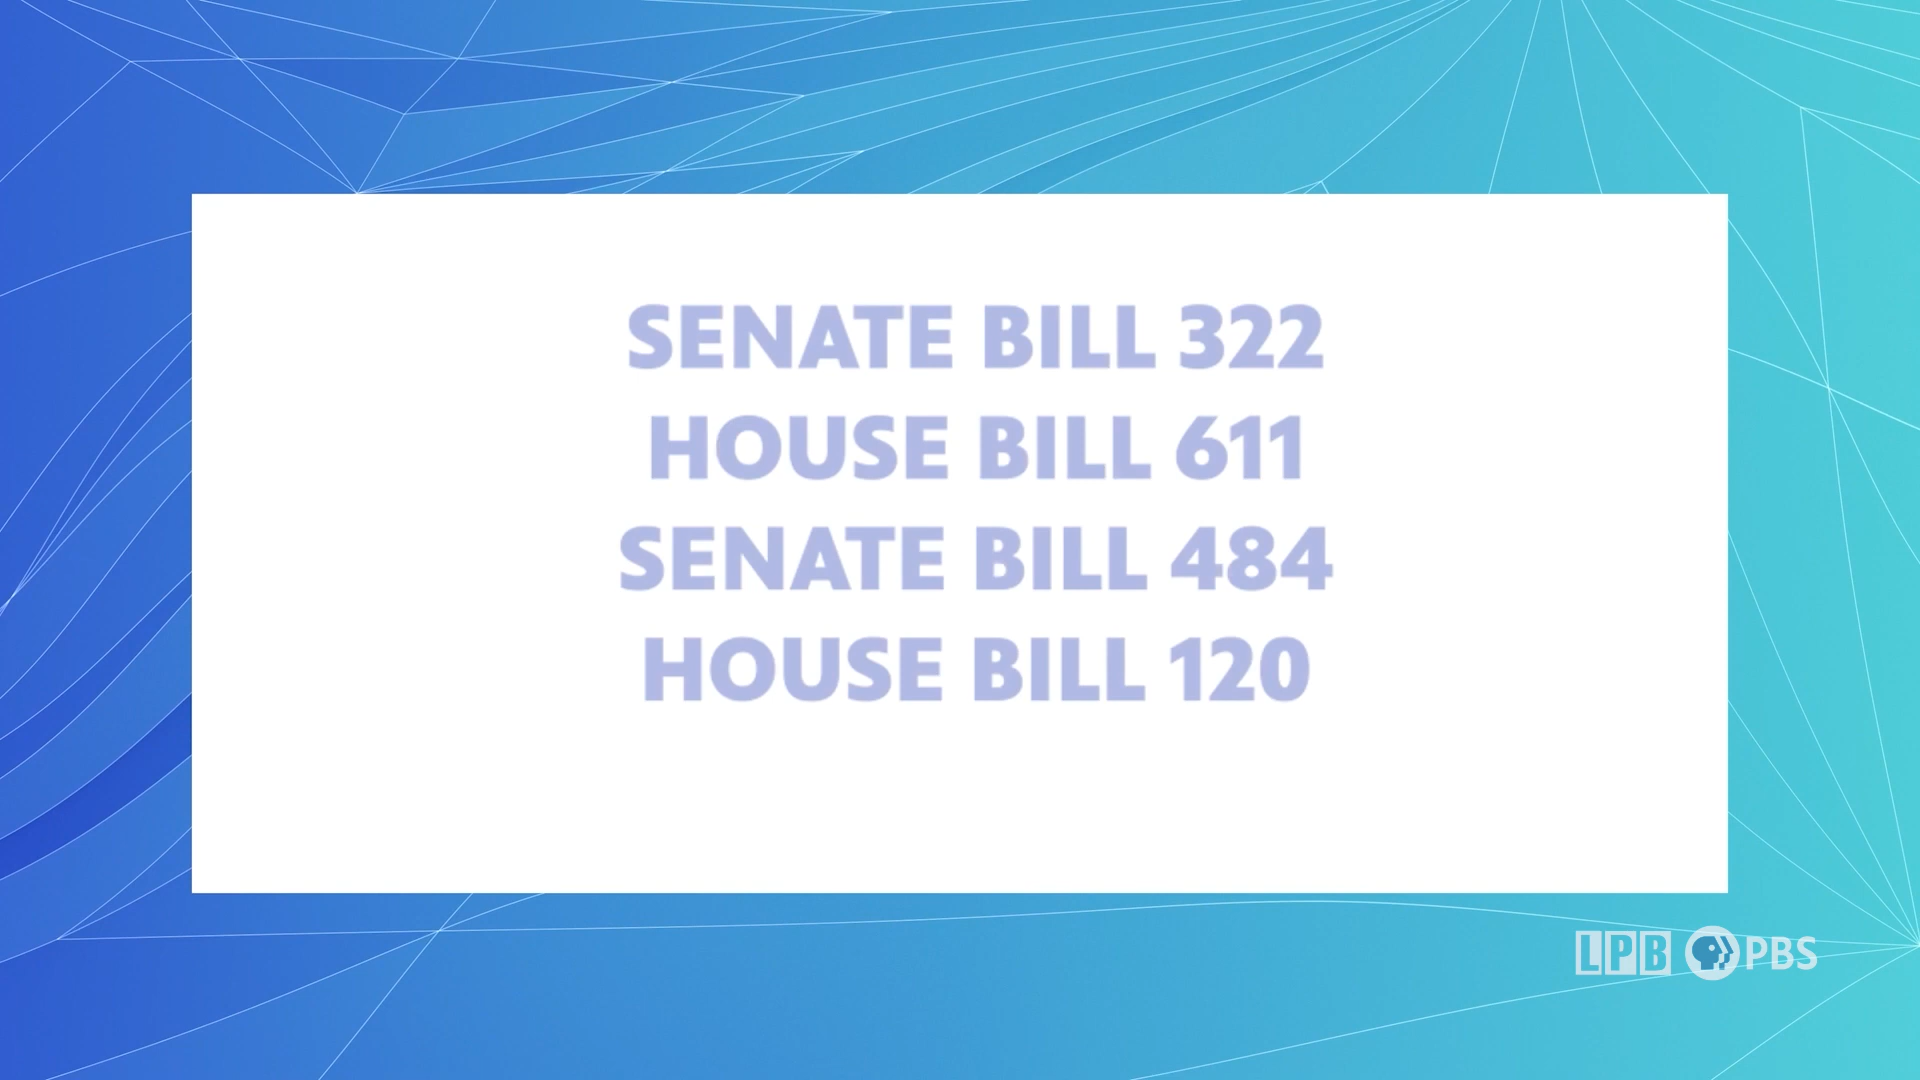 SENATE BILL 322
HOUSE BILL 611
SENATE BILL 484
HOUSE BILL 120
LPB PBS